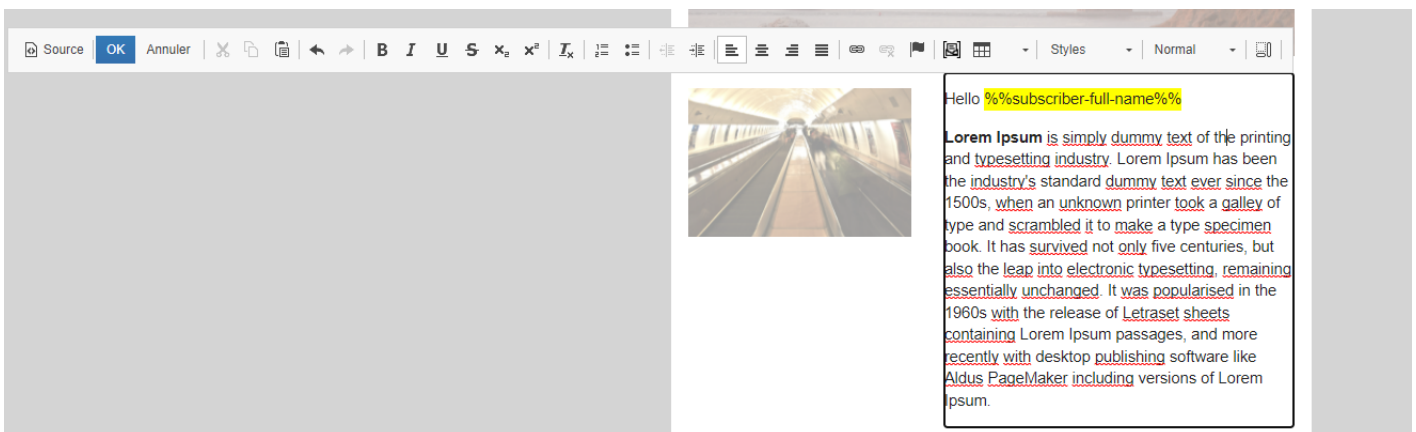 Source OK Annuler B I U S x₂ x² Ix Styles Normal
Hello %%subscriber-full-name%%
Lorem Ipsum is simply dummy text of the printing
and typesetting industry. Lorem Ipsum has been
the industry's standard dummy text ever since the
1500s, when an unknown printer took a galley of
type and scrambled it to make a type specimen
book. It has survived not only five centuries, but
also the leap into electronic typesetting, remaining
essentially unchanged. It was popularised in the
1960s with the release of Letraset sheets
containing Lorem Ipsum passages, and more
recently with desktop publishing software like
Aldus PageMaker including versions of Lorem
Ipsum.